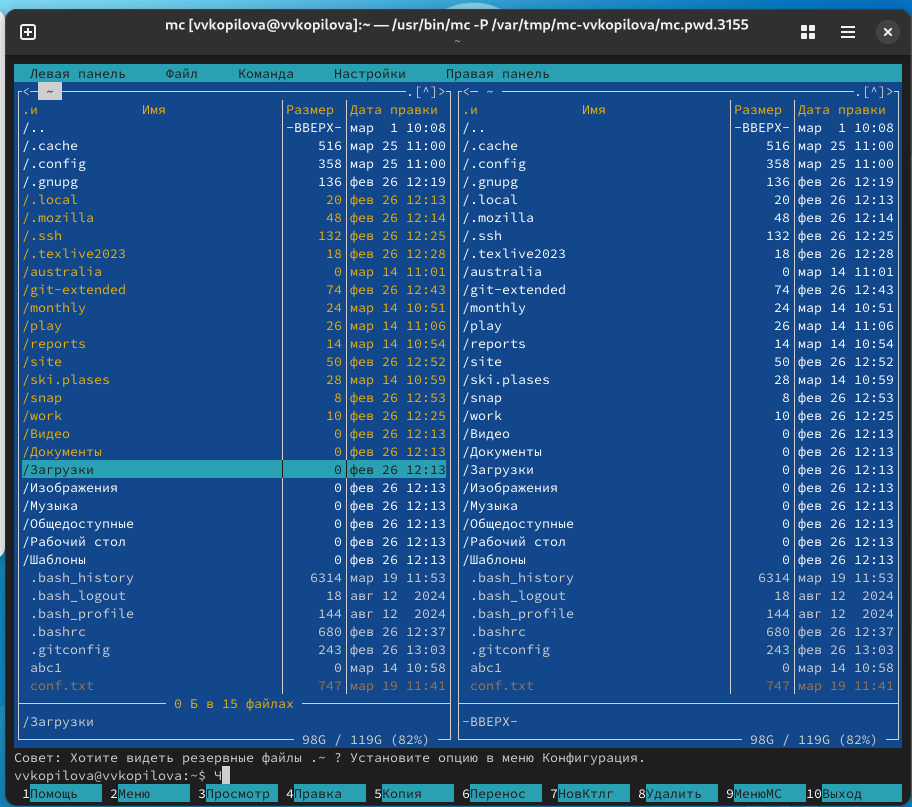 mc [vvkopilova@vvkopilova]:~ — /usr/bin/mc -P /var/tmp/mc-vvkopilova/mc.pwd.3155
~
Левая панель Файл Команда Настройки Правая панель
<─ ~ .[^]> <─ ~ .[^]>
.и Имя Размер Дата правки .и Имя Размер Дата правки
/.. -ВВЕРХ- мар 1 10:08 /.. -ВВЕРХ- мар 1 10:08
/.cache 516 мар 25 11:00 /.cache 516 мар 25 11:00
/.config 358 мар 25 11:00 /.config 358 мар 25 11:00
/.gnupg 136 фев 26 12:19 /.gnupg 136 фев 26 12:19
/.local 20 фев 26 12:13 /.local 20 фев 26 12:13
/.mozilla 48 фев 26 12:14 /.mozilla 48 фев 26 12:14
/.ssh 132 фев 26 12:25 /.ssh 132 фев 26 12:25
/.texlive2023 18 фев 26 12:28 /.texlive2023 18 фев 26 12:28
/australia 0 мар 14 11:01 /australia 0 мар 14 11:01
/git-extended 74 фев 26 12:43 /git-extended 74 фев 26 12:43
/monthly 24 мар 14 10:51 /monthly 24 мар 14 10:51
/play 26 мар 14 11:06 /play 26 мар 14 11:06
/reports 14 мар 14 10:54 /reports 14 мар 14 10:54
/site 50 фев 26 12:52 /site 50 фев 26 12:52
/ski.plases 28 мар 14 10:59 /ski.plases 28 мар 14 10:59
/snap 8 фев 26 12:53 /snap 8 фев 26 12:53
/work 10 фев 26 12:25 /work 10 фев 26 12:25
/Видео 0 фев 26 12:13 /Видео 0 фев 26 12:13
/Документы 0 фев 26 12:13 /Документы 0 фев 26 12:13
/Загрузки 0 фев 26 12:13 /Загрузки 0 фев 26 12:13
/Изображения 0 фев 26 12:13 /Изображения 0 фев 26 12:13
/Музыка 0 фев 26 12:13 /Музыка 0 фев 26 12:13
/Общедоступные 0 фев 26 12:13 /Общедоступные 0 фев 26 12:13
/Рабочий стол 0 фев 26 12:13 /Рабочий стол 0 фев 26 12:13
/Шаблоны 0 фев 26 12:13 /Шаблоны 0 фев 26 12:13
.bash_history 6314 мар 19 11:53 .bash_history 6314 мар 19 11:53
.bash_logout 18 авг 12 2024 .bash_logout 18 авг 12 2024
.bash_profile 144 авг 12 2024 .bash_profile 144 авг 12 2024
.bashrc 680 фев 26 12:37 .bashrc 680 фев 26 12:37
.gitconfig 243 фев 26 13:03 .gitconfig 243 фев 26 13:03
abc1 0 мар 14 10:58 abc1 0 мар 14 10:58
conf.txt 747 мар 19 11:41 conf.txt 747 мар 19 11:41
0 Б в 15 файлах
/Загрузки -ВВЕРХ-
98G / 119G (82%) 98G / 119G (82%)
Совет: Хотите видеть резервные файлы .~ ? Установите опцию в меню Конфигурация.
vvkopilova@vvkopilova:~$ Ч
1Помощь 2Меню 3Просмотр 4Правка 5Копия 6Перенос 7НовКтлг 8Удалить 9МенюMC 10Выход